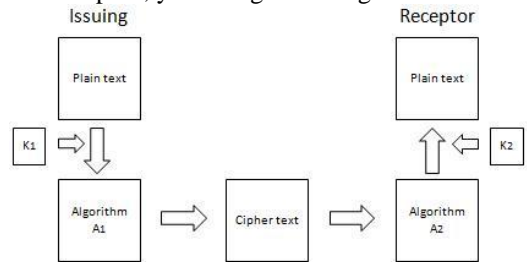 Issuing Receptor
Plain text Plain text
K1 K2
Algorithm Cipher text Algorithm
A1 A2